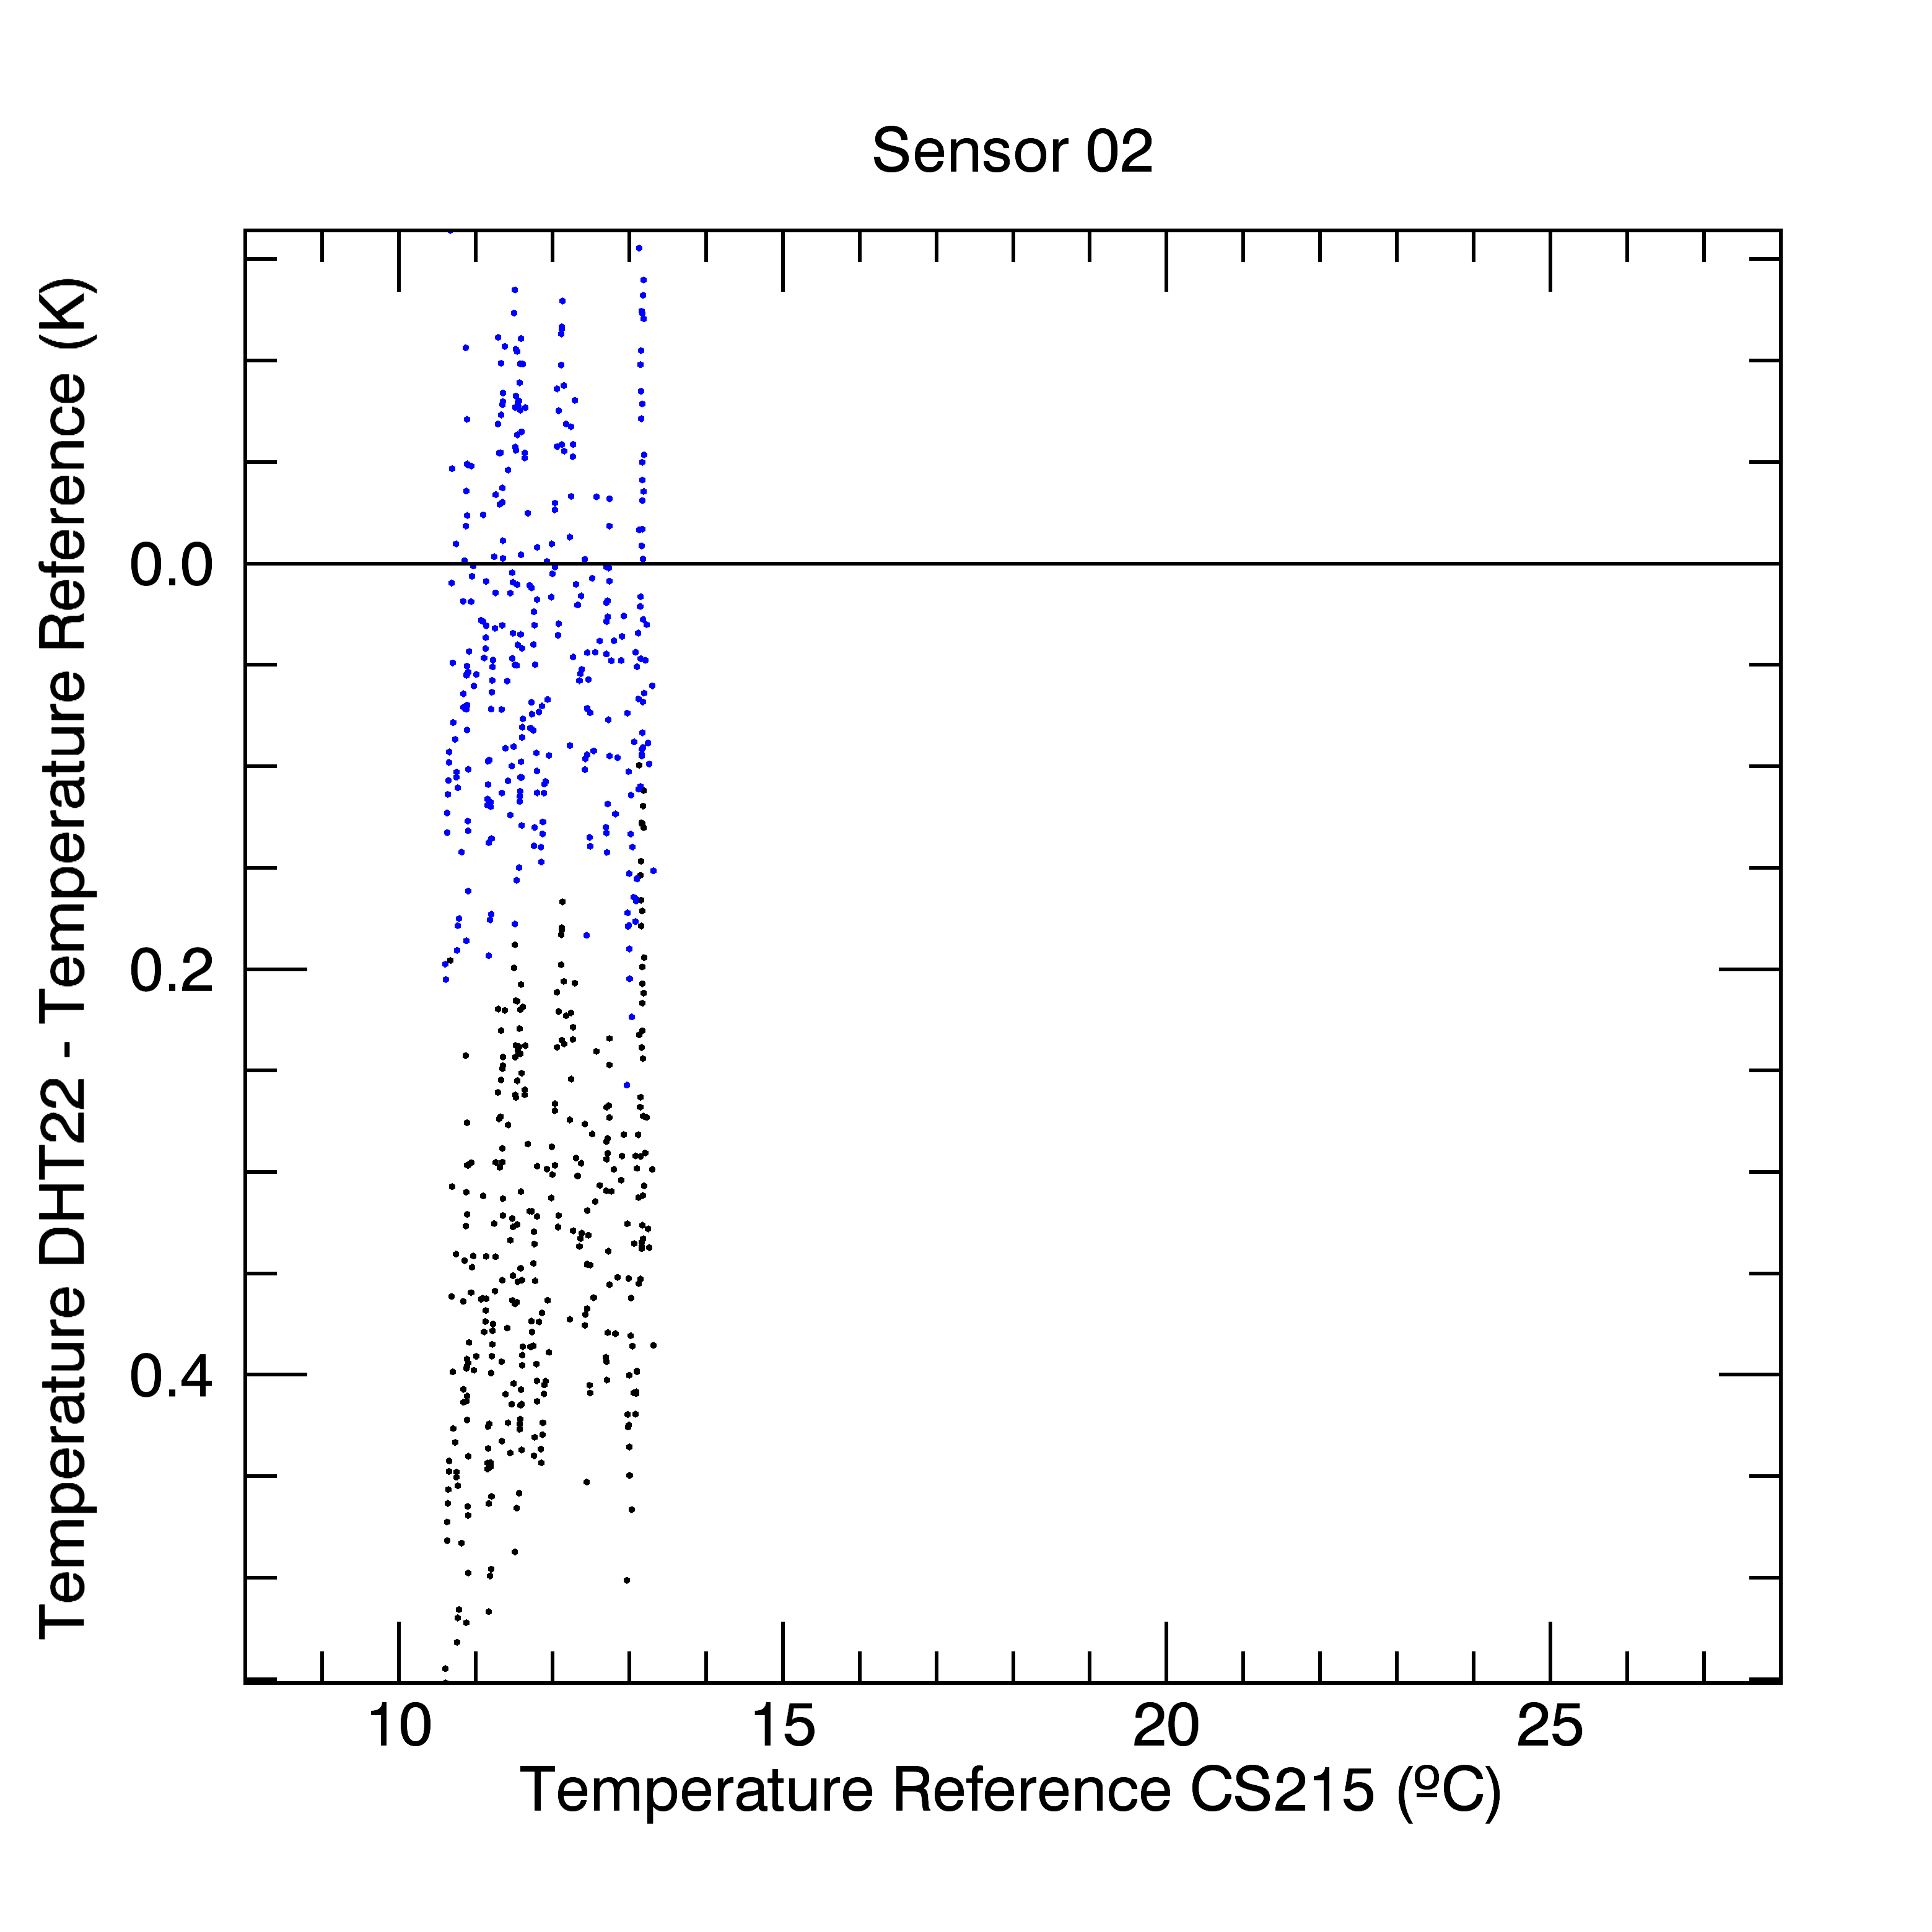 Sensor 02
Temperature DHT22 - Temperature Reference (K)
0.0
0.2
0.4
10 15 20 25
Temperature Reference CS215 (ºC)